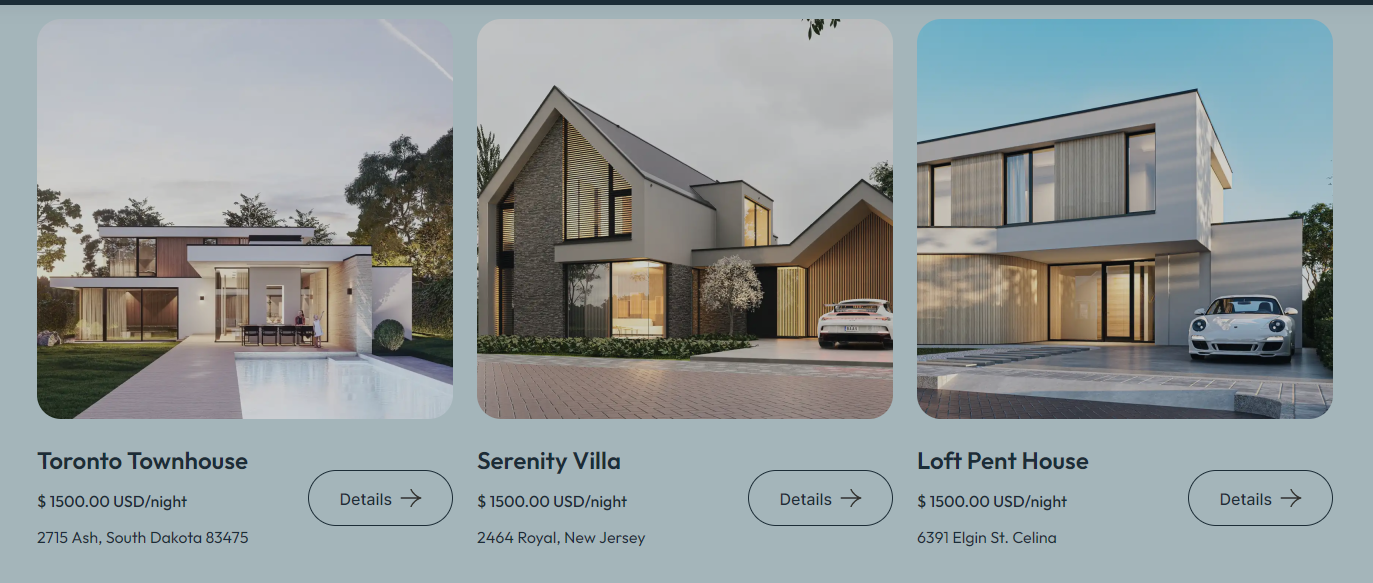 Toronto Townhouse
$ 1500.00 USD/night
2715 Ash, South Dakota 83475
Details
Serenity Villa
$ 1500.00 USD/night
2464 Royal, New Jersey
Details
Loft Pent House
$ 1500.00 USD/night
6391 Elgin St. Celina
Details